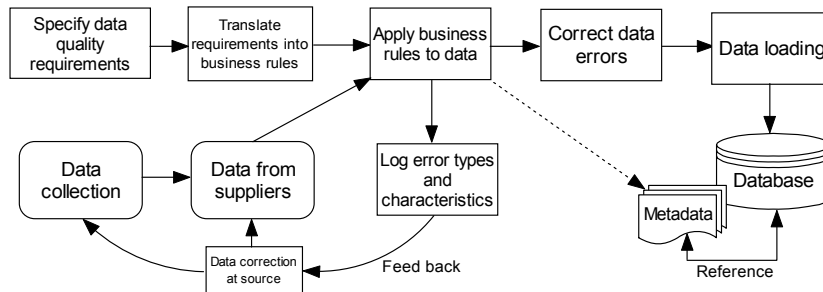 Specify data
quality
requirements
Translate
requirements into
business rules
Apply business
rules to data
Correct data
errors
Data loading
Data
collection
Data from
suppliers
Log error types
and
characteristics
Database
Metadata
Data correction
at source
Feed back
Reference